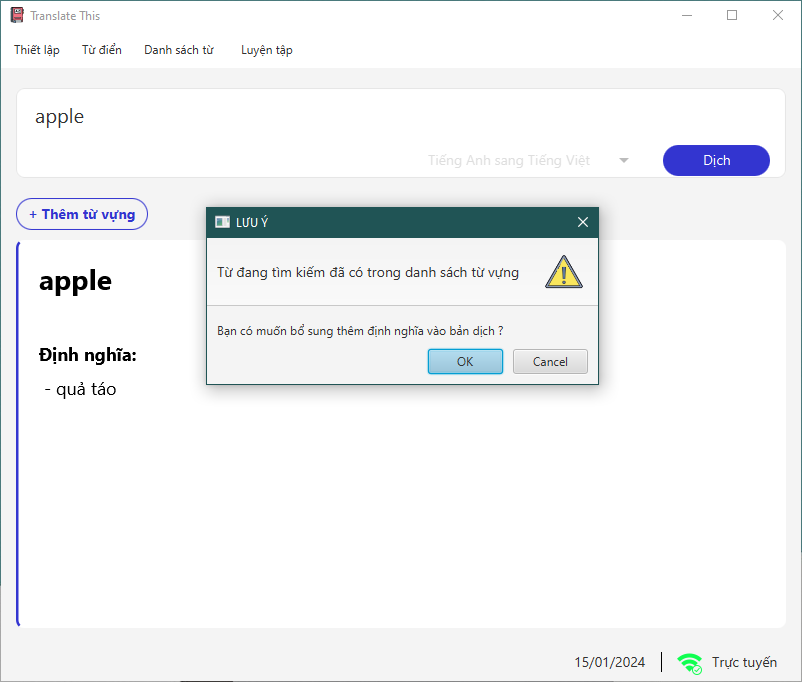 Translate This
Thiết lập Từ điển Danh sách từ Luyện tập
apple
Tiếng Anh sang Tiếng Việt Dịch
+ Thêm từ vựng
LƯU Ý
Từ đang tìm kiếm đã có trong danh sách từ vựng
Bạn có muốn bổ sung thêm định nghĩa vào bản dịch ?
OK Cancel
apple
Định nghĩa:
- quả táo
15/01/2024 Trực tuyến